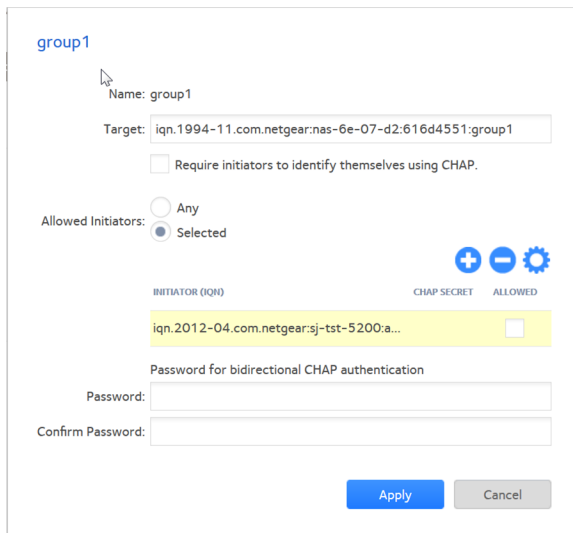 group1
Name: group1
Target: iqn.1994-11.com.netgear:nas-6e-07-d2:616d4551:group1
Require initiators to identify themselves using CHAP.
Allowed Initiators:
Any
Selected
INITIATOR (IQN) CHAP SECRET ALLOWED
iqn.2012-04.com.netgear:sj-tst-5200:a...
Password for bidirectional CHAP authentication
Password:
Confirm Password:
Apply Cancel